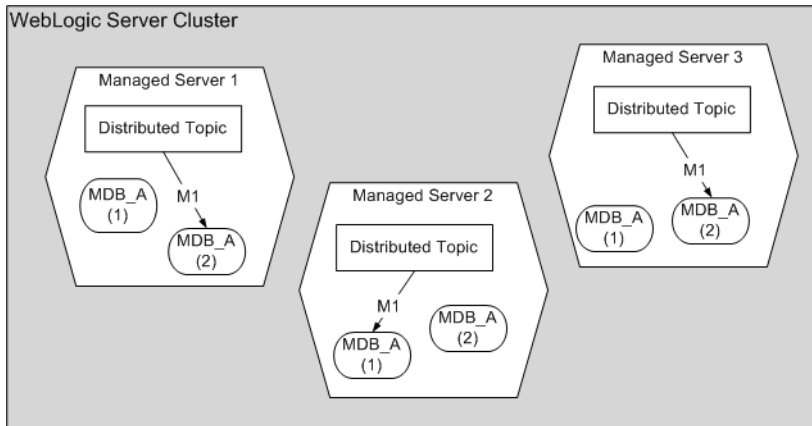 WebLogic Server Cluster
Managed Server 1
Distributed Topic
M1
MDB_A
(1)
MDB_A
(2)
Managed Server 2
Distributed Topic
M1
MDB_A
(1)
MDB_A
(2)
Managed Server 3
Distributed Topic
M1
MDB_A
(1)
MDB_A
(2)